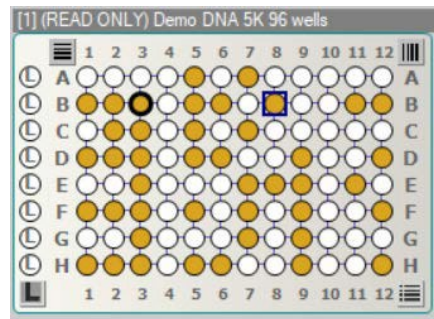 [1] (READ ONLY) Demo DNA 5K 96 wells
1 2 3 4 5 6 7 8 9 10 11 12
L A A
L B B
L C C
L D D
L E E
L F F
L G G
L H H
L 1 2 3 4 5 6 7 8 9 10 11 12